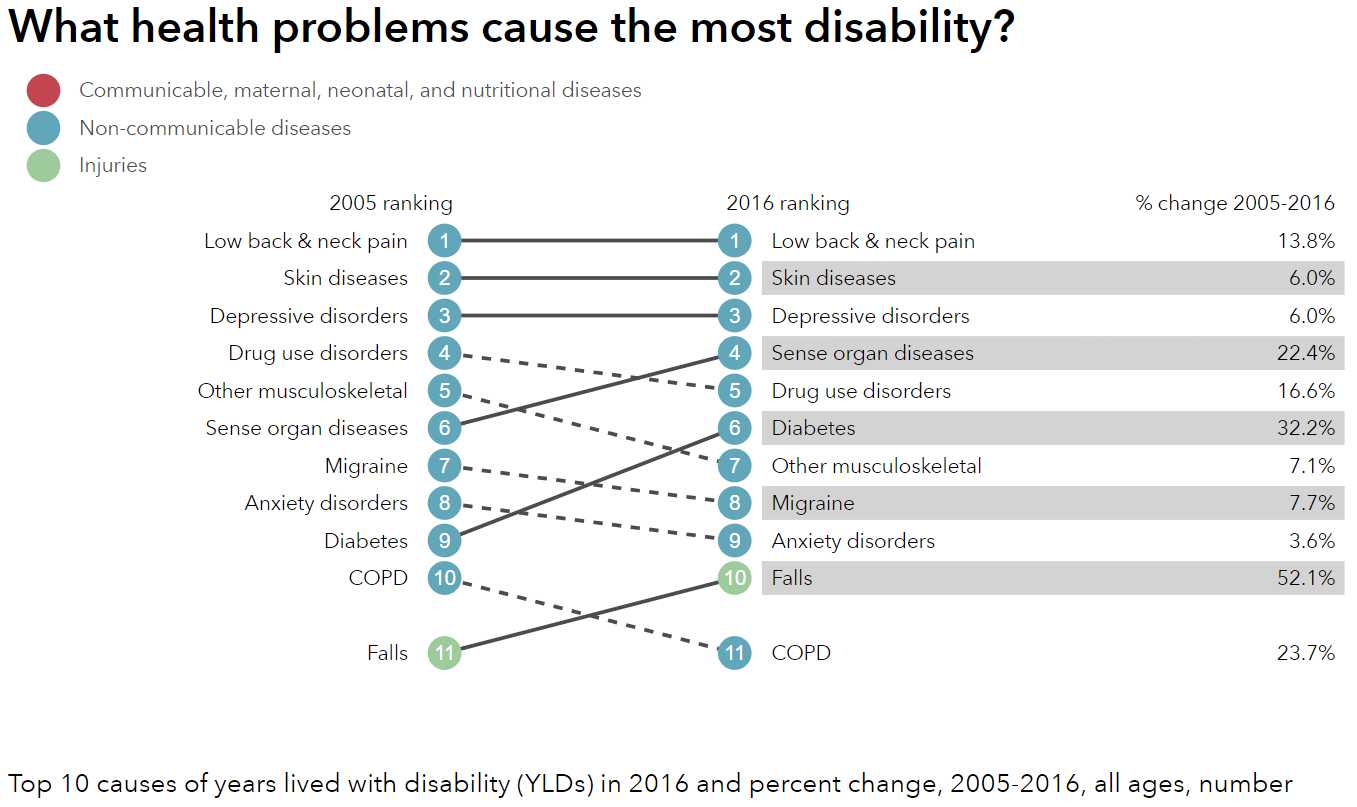 What health problems cause the most disability?
Communicable, maternal, neonatal, and nutritional diseases
Non-communicable diseases
Injuries
2005 ranking 2016 ranking % change 2005-2016
Low back & neck pain 1 1 Low back & neck pain 13.8%
Skin diseases 2 2 Skin diseases 6.0%
Depressive disorders 3 3 Depressive disorders 6.0%
Drug use disorders 4 4 Sense organ diseases 22.4%
Other musculoskeletal 5 5 Drug use disorders 16.6%
Sense organ diseases 6 6 Diabetes 32.2%
Migraine 7 7 Other musculoskeletal 7.1%
Anxiety disorders 8 8 Migraine 7.7%
Diabetes 9 9 Anxiety disorders 3.6%
COPD 10 10 Falls 52.1%
Falls 11 11 COPD 23.7%
Top 10 causes of years lived with disability (YLDs) in 2016 and percent change, 2005-2016, all ages, number